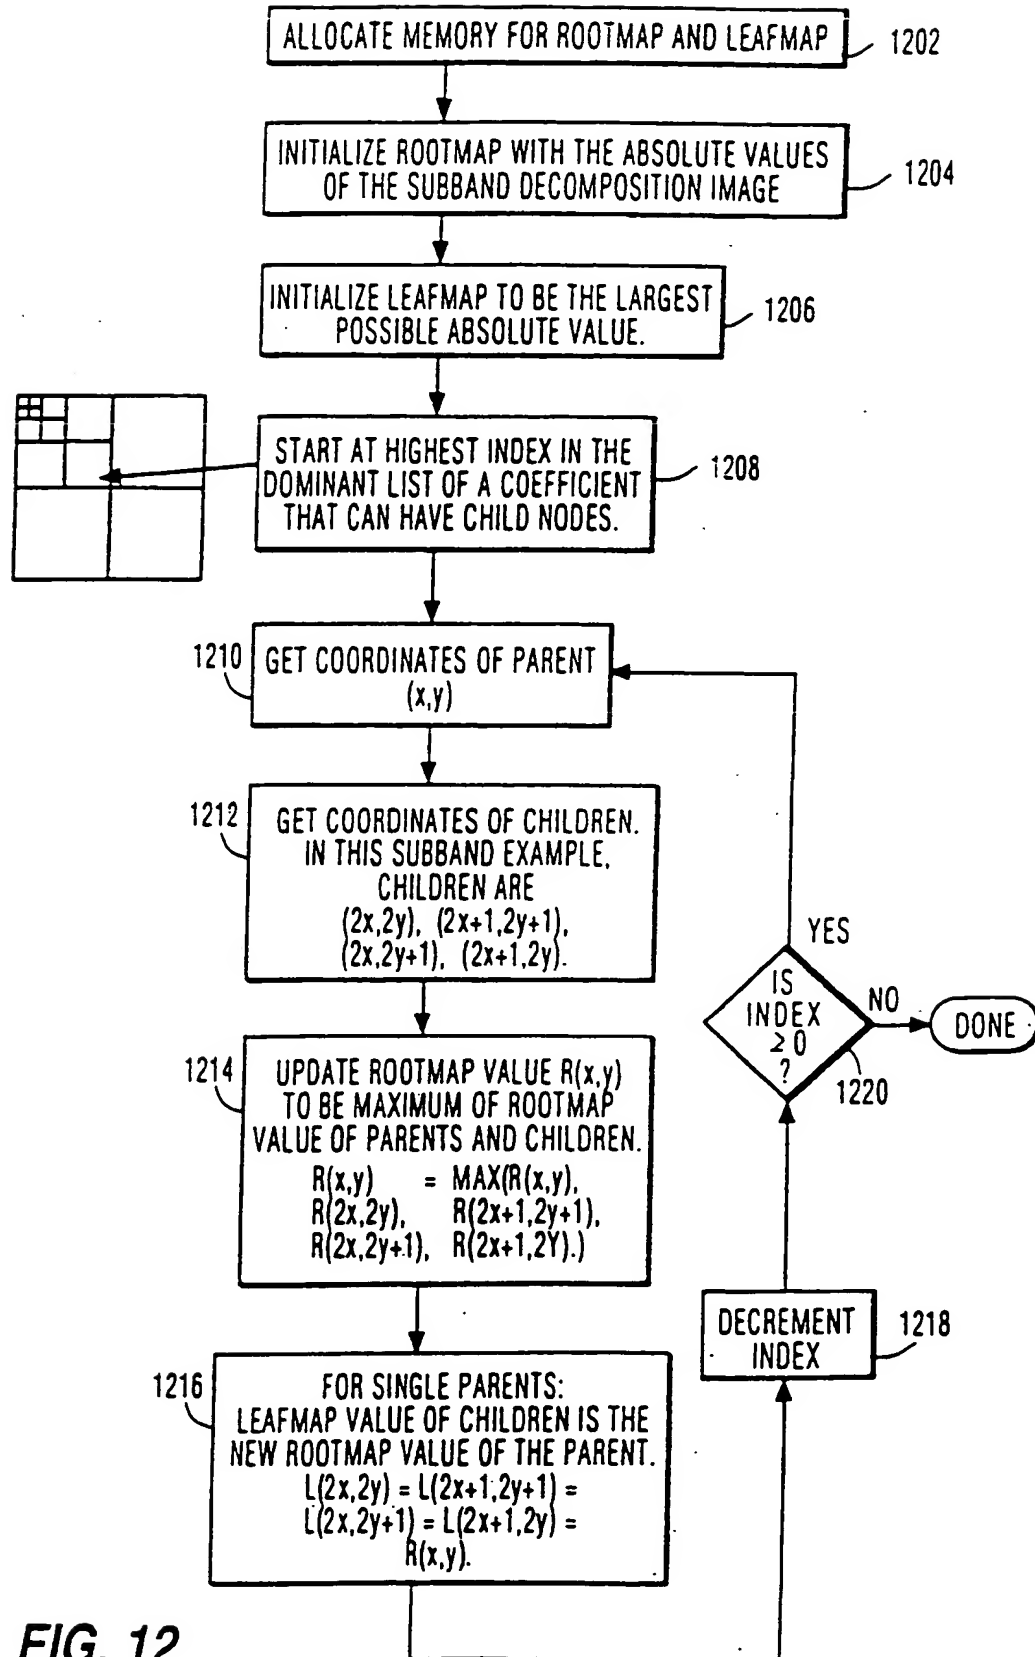 ALLOCATE MEMORY FOR ROOTMAP AND LEAFMAP
1202
INITIALIZE ROOTMAP WITH THE ABSOLUTE VALUES
OF THE SUBBAND DECOMPOSITION IMAGE
1204
INITIALIZE LEAFMAP TO BE THE LARGEST
POSSIBLE ABSOLUTE VALUE.
1206
START AT HIGHEST INDEX IN THE
DOMINANT LIST OF A COEFFICIENT
THAT CAN HAVE CHILD NODES.
1208
1210
GET COORDINATES OF PARENT
(x,y)
1212
GET COORDINATES OF CHILDREN.
IN THIS SUBBAND EXAMPLE,
CHILDREN ARE
(2x,2y), (2x+1,2y+1),
(2x,2y+1), (2x+1,2y).
1214
UPDATE ROOTMAP VALUE R(x,y)
TO BE MAXIMUM OF ROOTMAP
VALUE OF PARENTS AND CHILDREN.
R(x,y) = MAX(R(x,y),
R(2x,2y), R(2x+1,2y+1),
R(2x,2y+1), R(2x+1,2Y).)
1216
FOR SINGLE PARENTS:
LEAFMAP VALUE OF CHILDREN IS THE
NEW ROOTMAP VALUE OF THE PARENT.
L(2x,2y) = L(2x+1,2y+1) =
L(2x,2y+1) = L(2x+1,2y) =
R(x,y).
DECREMENT
INDEX
1218
IS
INDEX
≥0
?
1220
YES
NO
DONE
FIG. 12